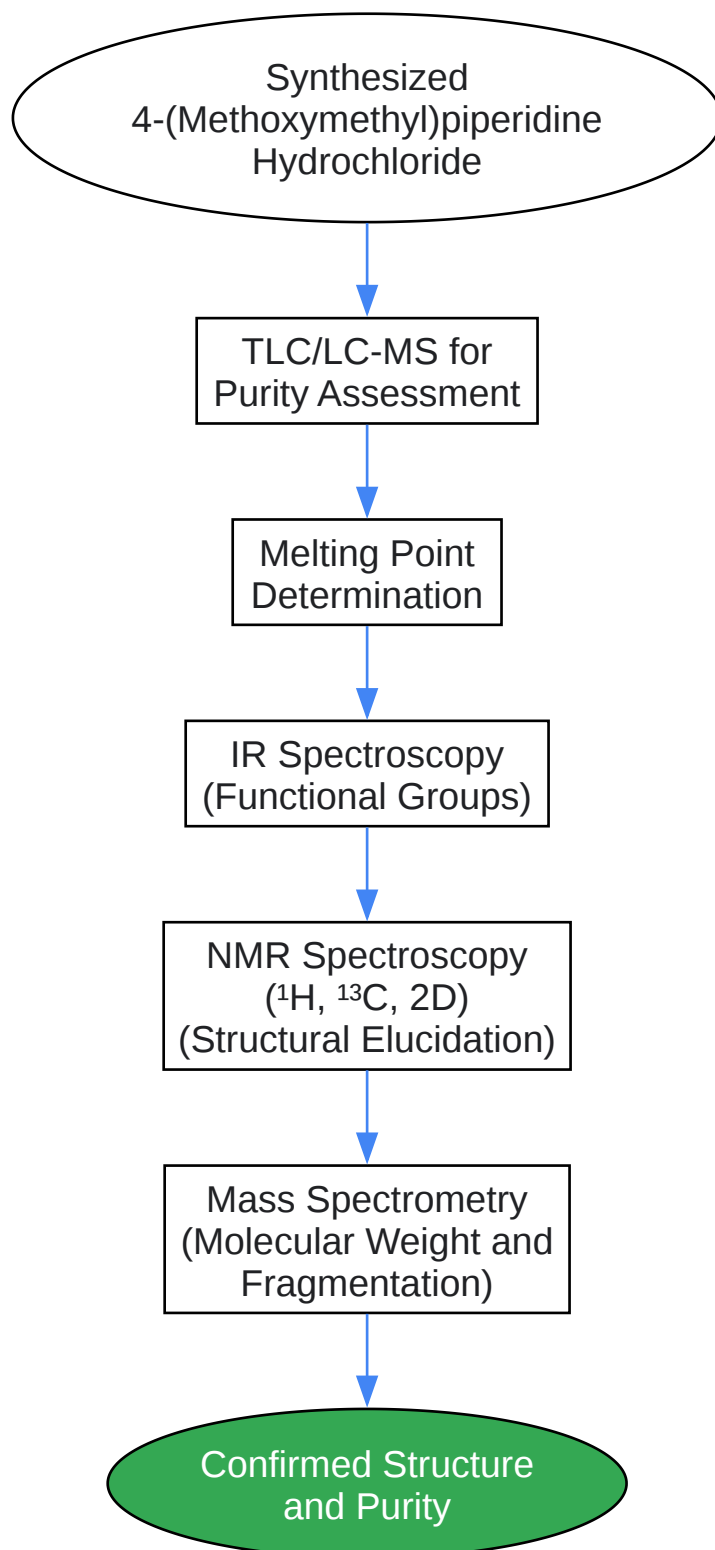 Synthesized
4-(Methoxymethyl)piperidine
Hydrochloride
TLC/LC-MS for
Purity Assessment
Melting Point
Determination
IR Spectroscopy
(Functional Groups)
NMR Spectroscopy
(¹H, ¹³C, 2D)
(Structural Elucidation)
Mass Spectrometry
(Molecular Weight and
Fragmentation)
Confirmed Structure
and Purity